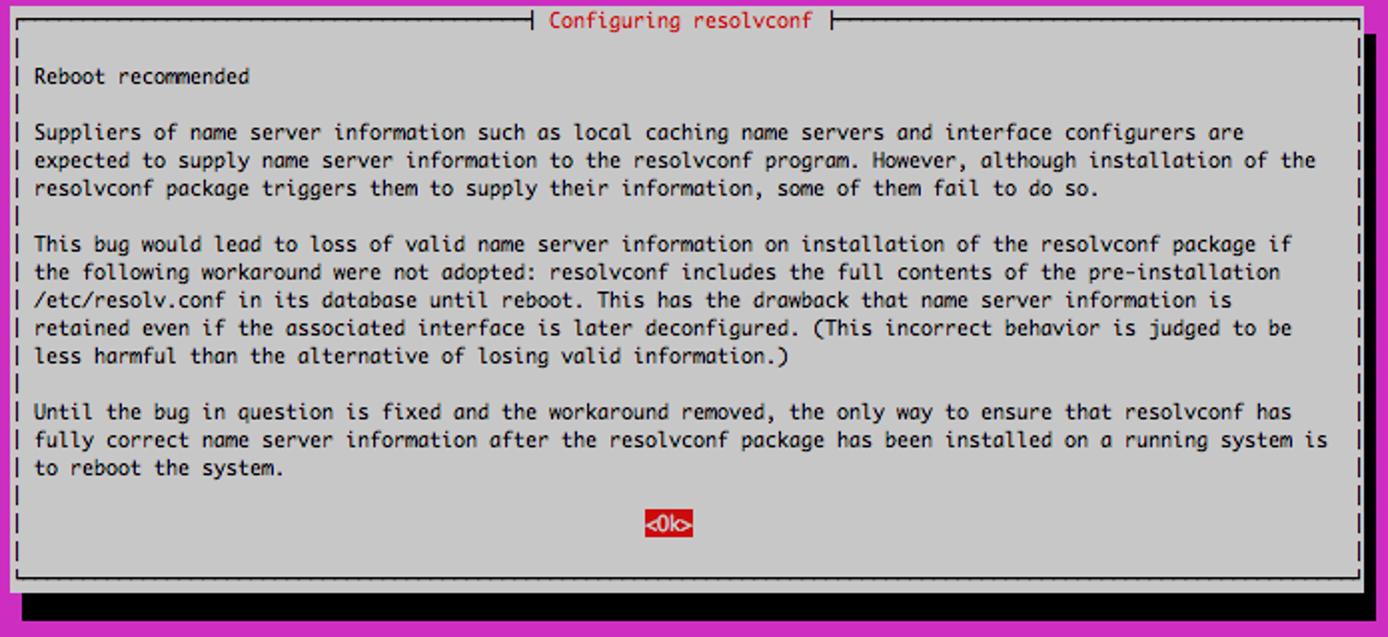 Configuring resolvconf
Reboot recommended
Suppliers of name server information such as local caching name servers and interface configurers are
expected to supply name server information to the resolvconf program. However, although installation of the
resolvconf package triggers them to supply their information, some of them fail to do so.
This bug would lead to loss of valid name server information on installation of the resolvconf package if
the following workaround were not adopted: resolvconf includes the full contents of the pre-installation
/etc/resolv.conf in its database until reboot. This has the drawback that name server information is
retained even if the associated interface is later deconfigured. (This incorrect behavior is judged to be
less harmful than the alternative of losing valid information.)
Until the bug in question is fixed and the workaround removed, the only way to ensure that resolvconf has
fully correct name server information after the resolvconf package has been installed on a running system is
to reboot the system.
<Ok>